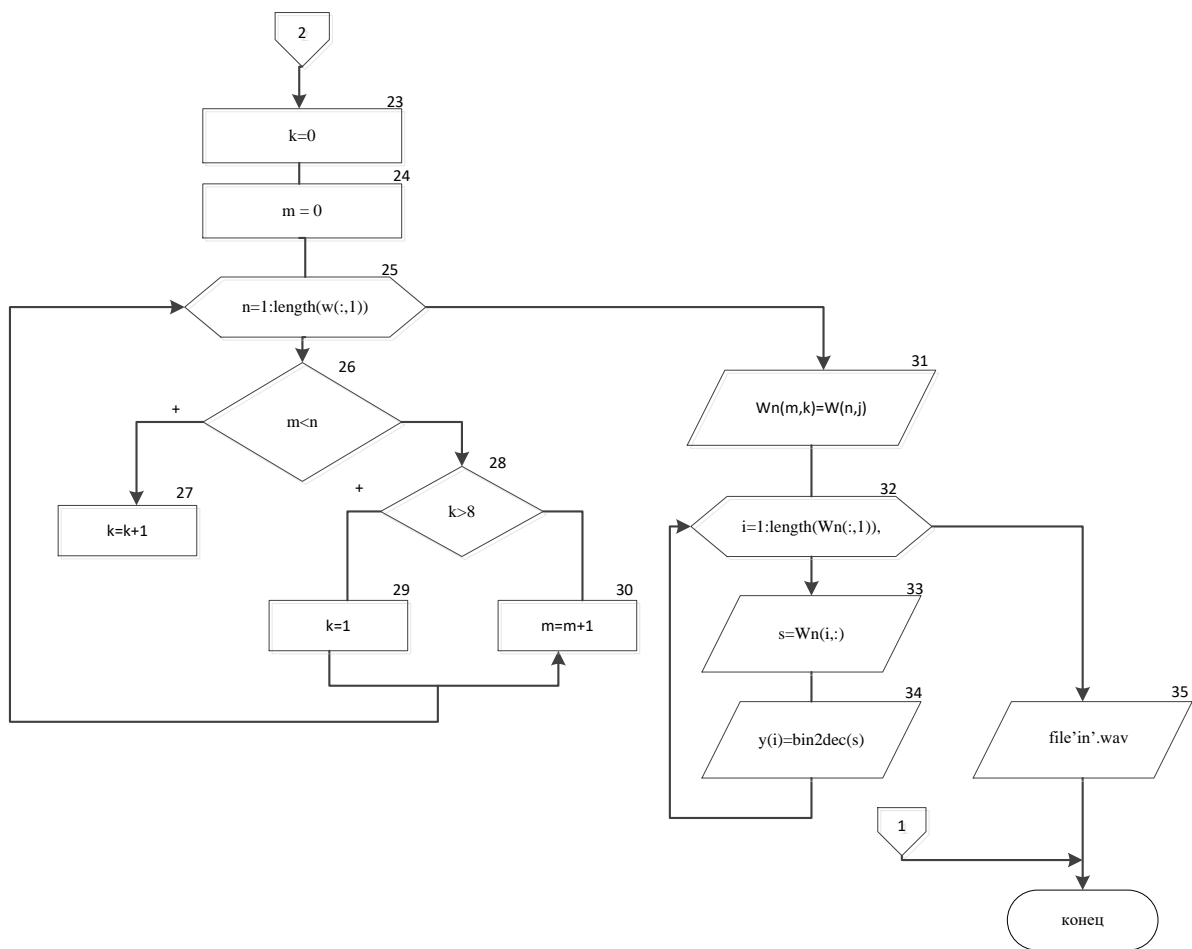 2
23
k=0
24
m = 0
25
n=1:length(w(:,1))
26
m<n
+
27
k=k+1
28
k>8
+
29
k=1
30
m=m+1
31
Wn(m,k)=W(n,j)
32
i=1:length(Wn(:,1)),
33
s=Wn(i,:)
34
y(i)=bin2dec(s)
35
file’in’.wav
1
конец